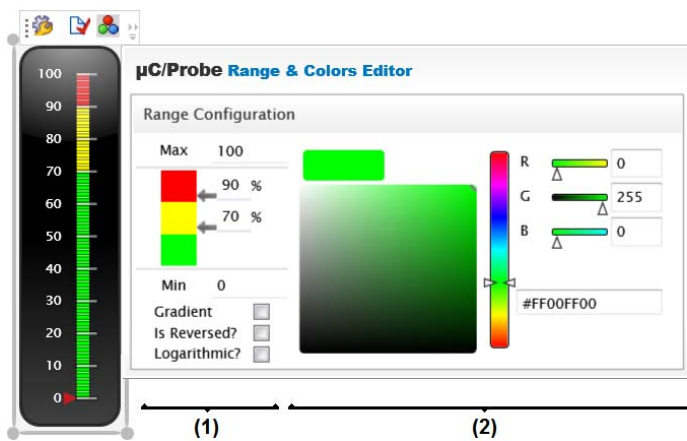 µC/Probe Range & Colors Editor
Range Configuration
100
90
80
70
60
50
40
30
20
10
0
Max 100
90 %
70 %
Min 0
Gradient
Is Reversed?
Logarithmic?
R 0
G 255
B 0
#FF00FF00
(1) (2)